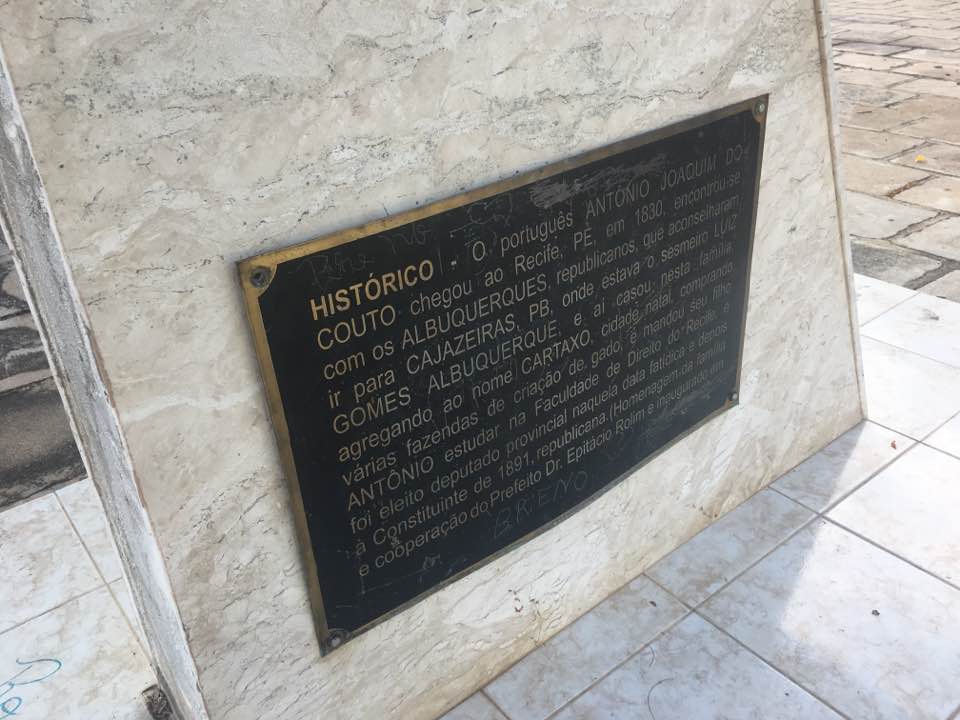 HISTÓRICO - O português ANTÔNIO JOAQUIM DO
COUTO chegou ao Recife, PE, em 1830, encontrou-se
com os ALBUQUERQUES, republicanos, que aconselharam
ir para CAJAZEIRAS, PB, onde estava o sesmeiro LUIZ
GOMES ALBUQUERQUE, e aí casou, nesta família,
agregando ao nome CARTAXO, cidade natal, comprando
várias fazendas de criação de gado, e mandou seu filho
ANTÔNIO estudar na Faculdade de Direito do Recife, e
foi eleito deputado provincial naquela data fatídica e depois
à Constituinte de 1891, republicana. (Homenagem da família
e cooperação do Prefeito Dr. Epitácio Rolim e inaugurado em
BRENO